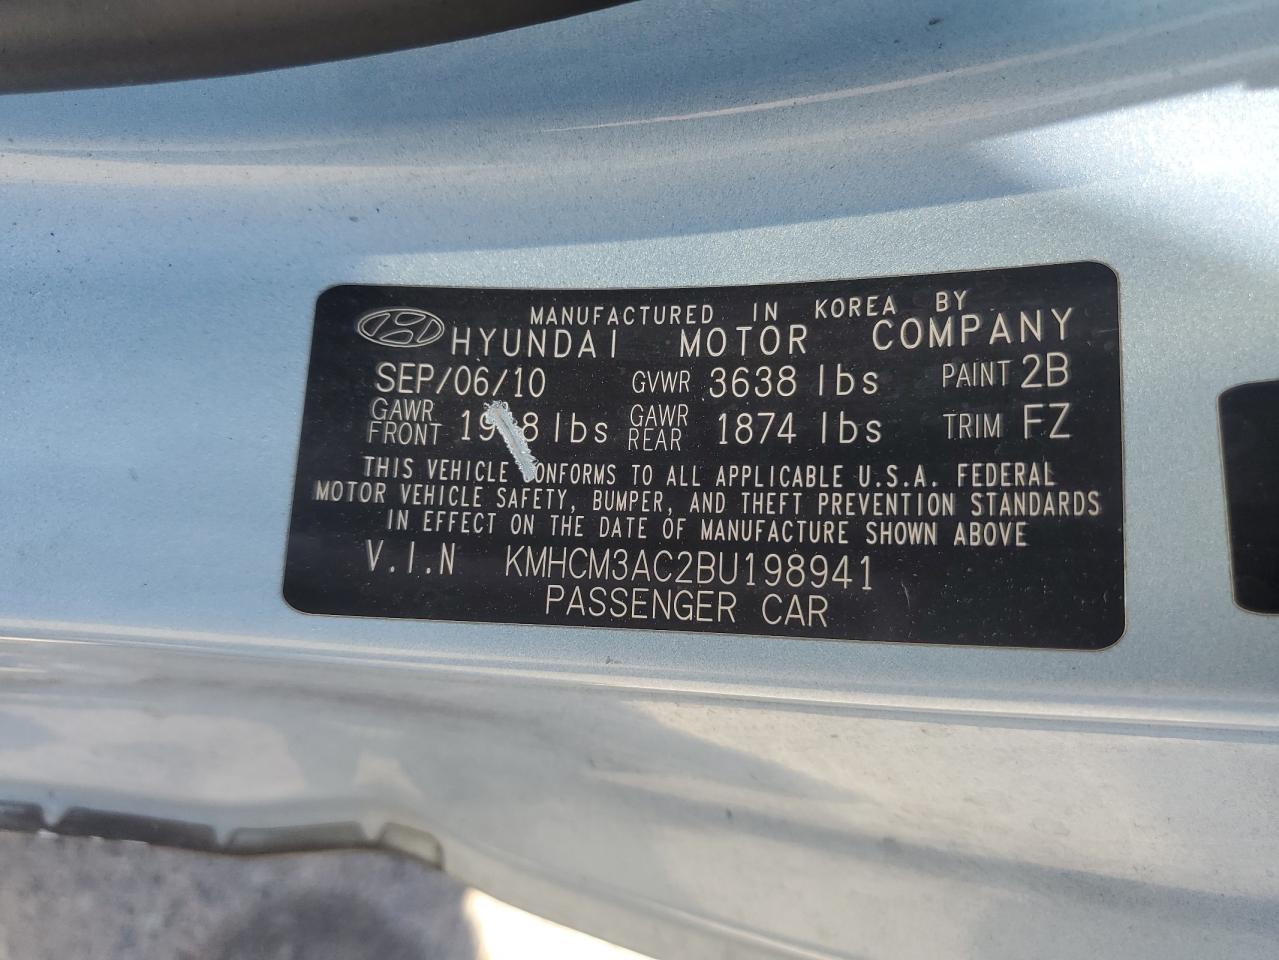 MANUFACTURED IN KOREA BY
HYUNDAI MOTOR COMPANY
SEP/06/10 GVWR 3638 lbs PAINT 2B
GAWR FRONT lbs GAWR REAR 1874 lbs TRIM FZ
THIS VEHICLE CONFORMS TO ALL APPLICABLE U.S.A. FEDERAL
MOTOR VEHICLE SAFETY, BUMPER, AND THEFT PREVENTION STANDARDS
IN EFFECT ON THE DATE OF MANUFACTURE SHOWN ABOVE
V.I.N KMHCM3AC2BU198941
PASSENGER CAR